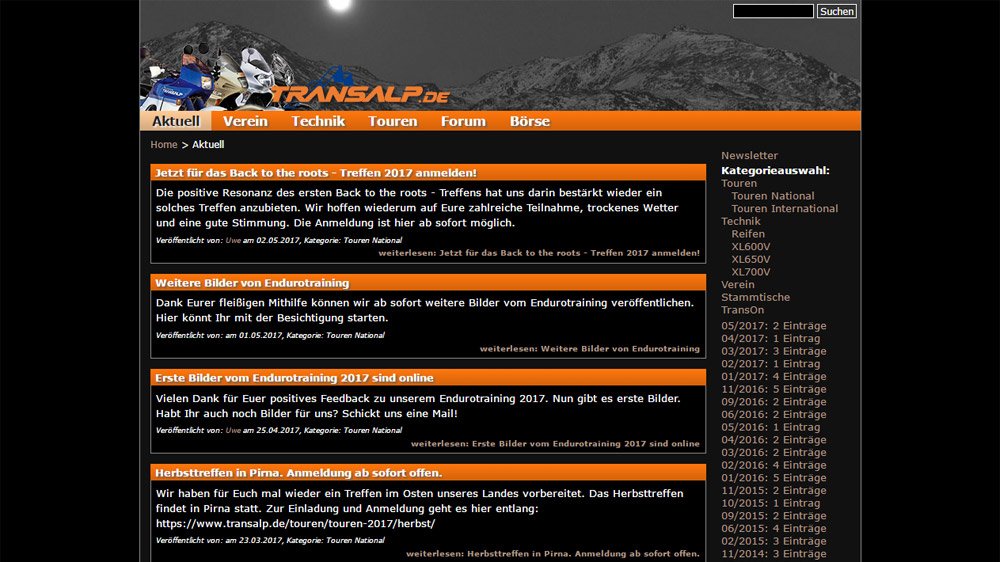 Suchen
TRANSALP.DE
Aktuell Verein Technik Touren Forum Börse
Home > Aktuell
Jetzt für das Back to the roots - Treffen 2017 anmelden!
Die positive Resonanz des ersten Back to the roots - Treffens hat uns darin bestärkt wieder ein
solches Treffen anzubieten. Wir hoffen wiederum auf Eure zahlreiche Teilnahme, trockenes Wetter
und eine gute Stimmung. Die Anmeldung ist hier ab sofort möglich.
Veröffentlicht von: Uwe am 02.05.2017, Kategorie: Touren National
weiterlesen: Jetzt für das Back to the roots - Treffen 2017 anmelden!
Weitere Bilder von Endurotraining
Dank Eurer fleißigen Mithilfe können wir ab sofort weitere Bilder vom Endurotraining veröffentlichen.
Hier könnt Ihr mit der Besichtigung starten.
Veröffentlicht von: am 01.05.2017, Kategorie: Touren National
weiterlesen: Weitere Bilder von Endurotraining
Erste Bilder vom Endurotraining 2017 sind online
Vielen Dank für Euer positives Feedback zu unserem Endurotraining 2017. Nun gibt es erste Bilder.
Habt Ihr auch noch Bilder für uns? Schickt uns eine Mail!
Veröffentlicht von: Uwe am 25.04.2017, Kategorie: Touren National
weiterlesen: Erste Bilder vom Endurotraining 2017 sind online
Herbsttreffen in Pirna. Anmeldung ab sofort offen.
Wir haben für Euch mal wieder ein Treffen im Osten unseres Landes vorbereitet. Das Herbsttreffen
findet in Pirna statt. Zur Einladung und Anmeldung geht es hier entlang:
https://www.transalp.de/touren/touren-2017/herbst/
Veröffentlicht von: am 23.03.2017, Kategorie: Touren National
weiterlesen: Herbsttreffen in Pirna. Anmeldung ab sofort offen.
Newsletter
Kategorieauswahl:
Touren
Touren National
Touren International
Technik
Reifen
XL600V
XL650V
XL700V
Verein
Stammtische
TransOn
05/2017: 2 Einträge
04/2017: 1 Eintrag
03/2017: 3 Einträge
02/2017: 1 Eintrag
01/2017: 4 Einträge
11/2016: 5 Einträge
09/2016: 2 Einträge
06/2016: 2 Einträge
05/2016: 1 Eintrag
04/2016: 2 Einträge
03/2016: 2 Einträge
02/2016: 4 Einträge
01/2016: 5 Einträge
11/2015: 2 Einträge
10/2015: 1 Eintrag
09/2015: 2 Einträge
06/2015: 4 Einträge
02/2015: 3 Einträge
11/2014: 3 Einträge